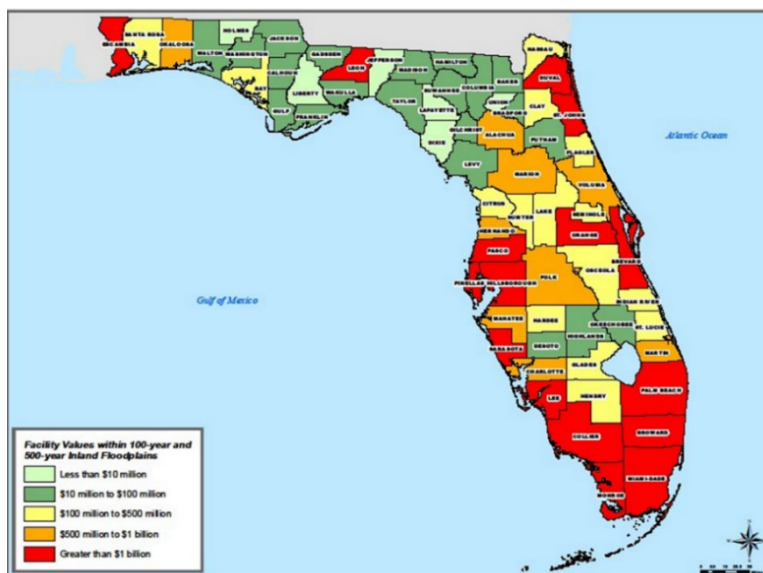 HOLMES
JACKSON
SANTA ROSA
ESCAMBIA
OKALOOSA
WALTON
WASHINGTON
GADSDEN
NASSAU
LEON
JEFFERSON
MADISON
HAMILTON
BAKER
DUVAL
CALHOUN
BAY
LIBERTY
WAKULLA
TAYLOR
SUWANNEE
COLUMBIA
UNION
BRADFORD
CLAY
ST. JOHNS
LAFAYETTE
GULF
FRANKLIN
GILCHRIST
ALACHUA
PUTNAM
DIXIE
FLAGLER
Atlantic Ocean
LEVY
MARION
VOLUSIA
CITRUS
SUMTER
LAKE
SEMINOLE
HERNANDO
ORANGE
PASCO
BREVARD
OSCEOLA
PINELLAS
HILLSBOROUGH
POLK
Gulf of Mexico
INDIAN RIVER
MANATEE
HARDEE
OKEECHOBEE
ST. LUCIE
HIGHLANDS
SARASOTA
DESOTO
MARTIN
CHARLOTTE
GLADES
PALM BEACH
LEE
HENDRY
BROWARD
COLLIER
MIAMI-DADE
MONROE
Facility Values within 100-year and
500-year Inland Floodplains
Less than $10 million
$10 million to $100 million
$100 million to $500 million
$500 million to $1 billion
Greater than $1 billion